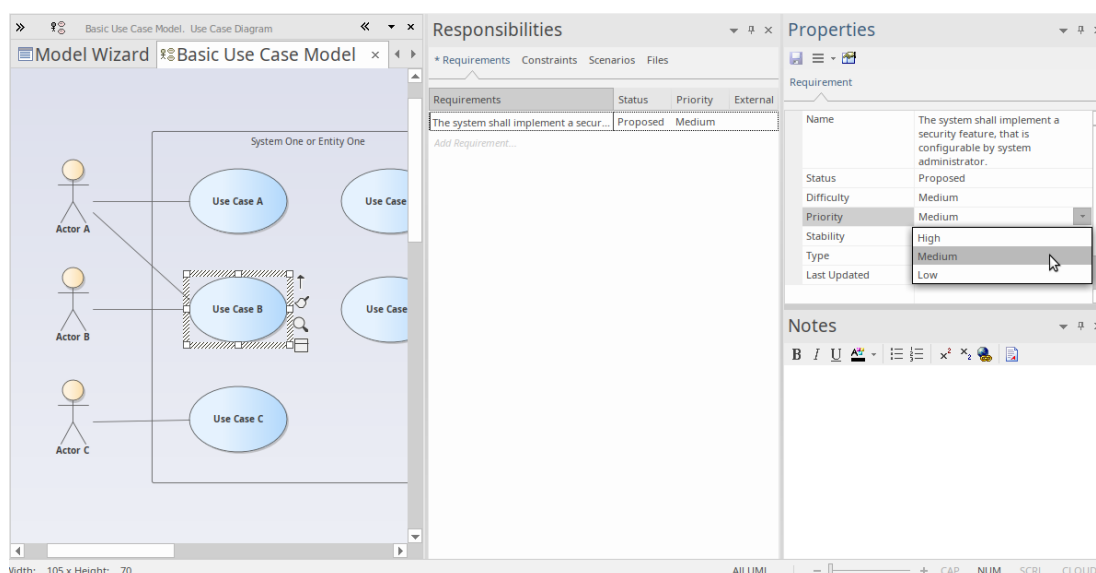 Basic Use Case Model. Use Case Diagram
Model Wizard
Basic Use Case Model
System One or Entity One
Actor A
Use Case A
Use Case
Actor B
Use Case B
Use Case
Actor C
Use Case C
Responsibilities
* Requirements Constraints Scenarios Files
Requirements Status Priority External
The system shall implement a secur... Proposed Medium
Add Requirement...
Properties
Requirement
Name The system shall implement a
security feature, that is
configurable by system
administrator.
Status Proposed
Difficulty Medium
Priority Medium
Stability High
Type Medium
Last Updated Low
Notes
B I U A x² x₂
Width: 105 x Height: 70
All UML
CAP NUM SCRL CLOUD